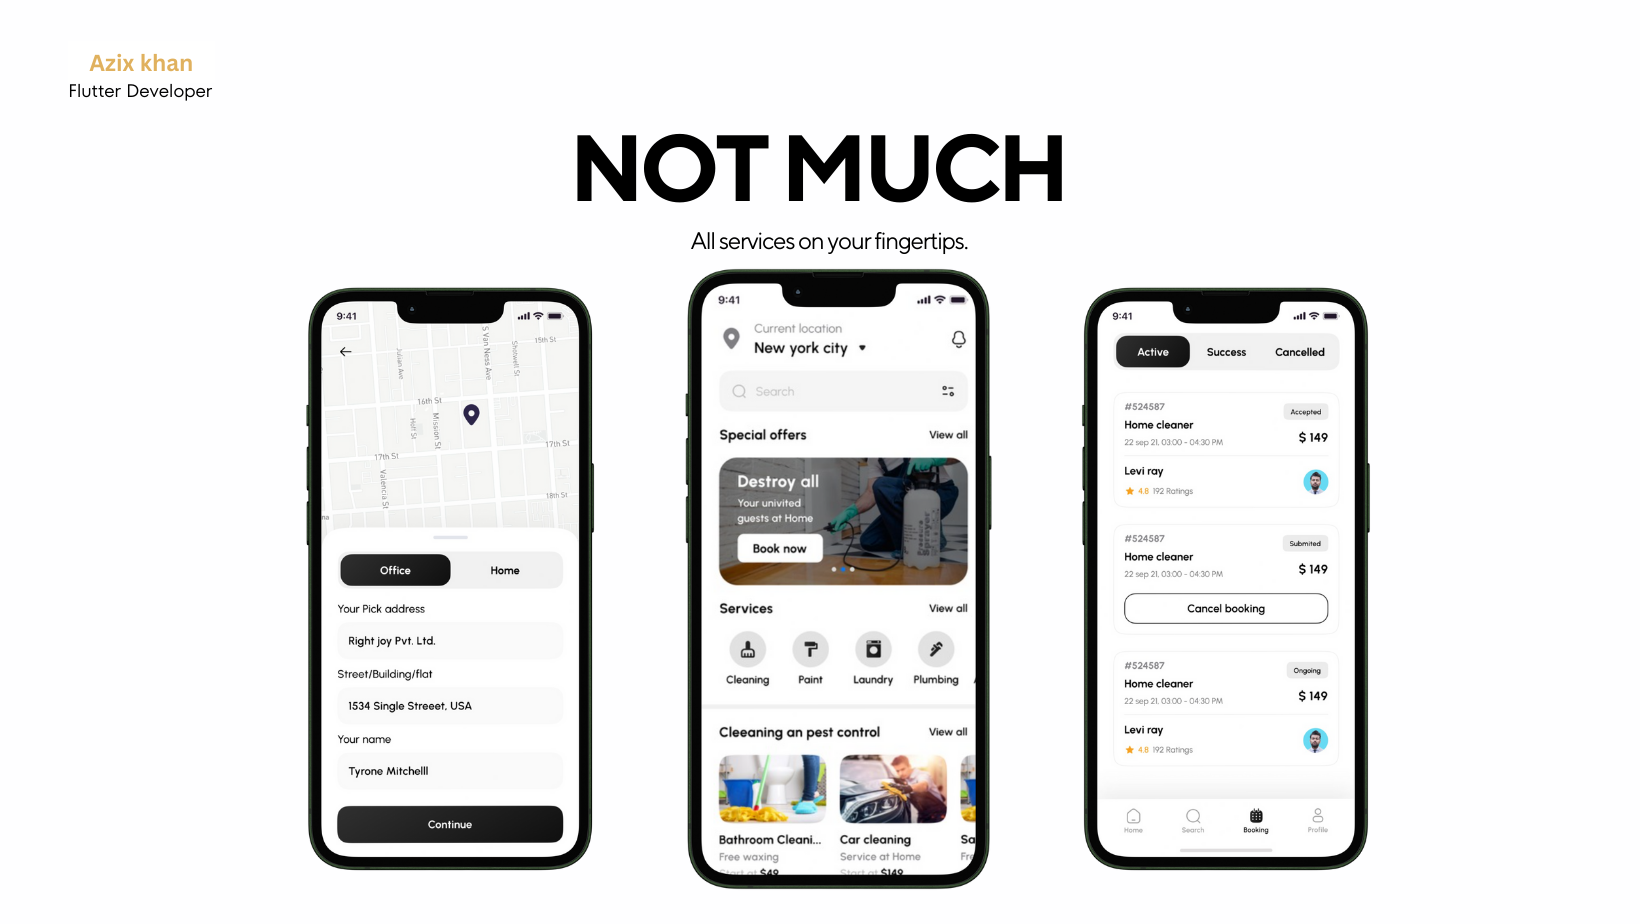 Azix khan
Flutter Developer
NOT MUCH
All services on your fingertips.
9:41
Julian Ave
S Van Ness Ave
Shotwell St
15th St
16th St
Hoff St
Mission St
17th St
17th St
Valencia St
18th St
na
Office
Home
Your Pick address
Right joy Pvt. Ltd.
Street/Building/flat
1534 Single Streeet, USA
Your name
Tyrone Mitchelll
Continue
9:41
Current location
New york city
Search
Special offers
View all
Destroy all
Your univited
guests at Home
Book now
Pressure
Sprayer
Services
View all
Cleaning
Paint
Laundry
Plumbing
Cleeaning an pest control
View all
Bathroom Cleani...
Car cleaning
Sa
Free waxing
Service at Home
Fre
Start at $49
Start at $149
9:41
Active
Success
Cancelled
#524587
Accepted
Home cleaner
22 sep 21, 03:00 - 04:30 PM
$ 149
Levi ray
4.8 192 Ratings
#524587
Submited
Home cleaner
22 sep 21, 03:00 - 04:30 PM
$ 149
Cancel booking
#524587
Ongoing
Home cleaner
22 sep 21, 03:00 - 04:30 PM
$ 149
Levi ray
4.8 192 Ratings
Home
Search
Booking
Profile